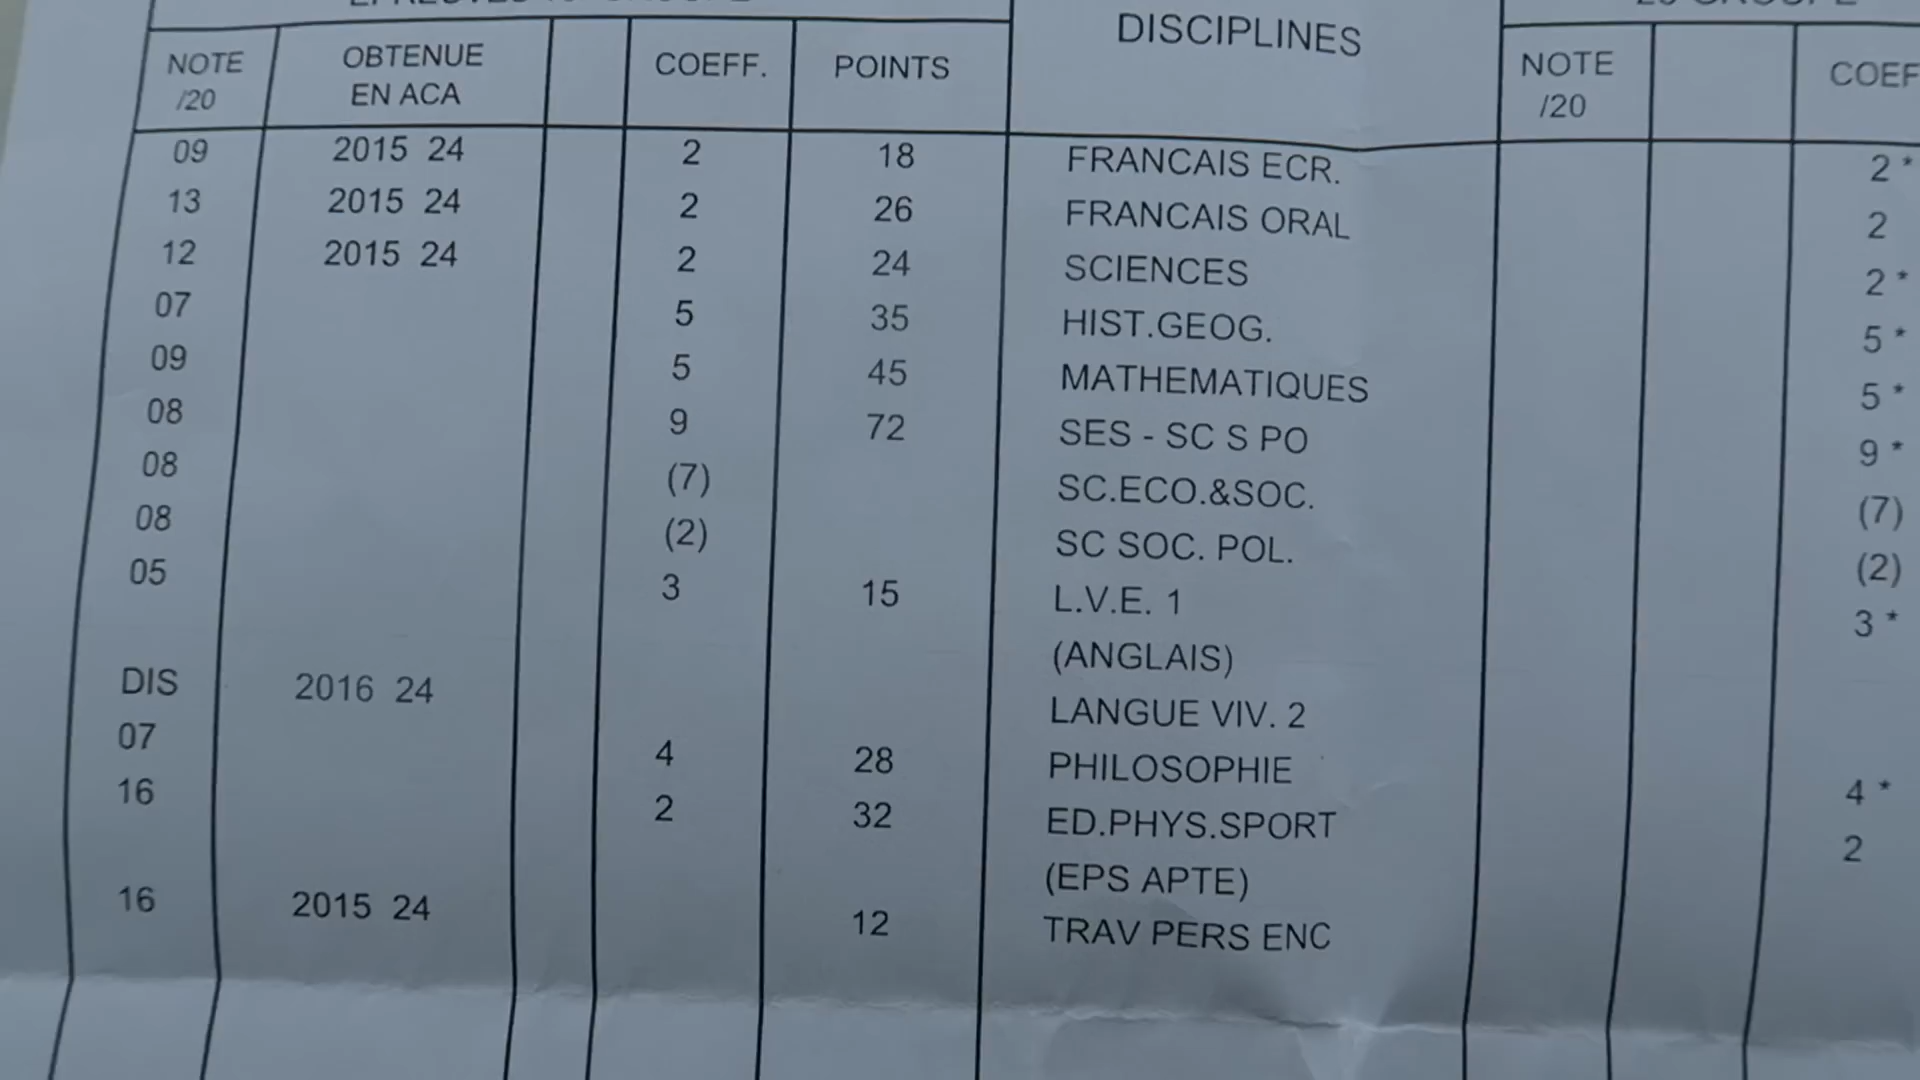 DISCIPLINES
NOTE /20 OBTENUE EN ACA COEFF. POINTS NOTE /20 COEF
09 2015 24 2 18 FRANCAIS ECR. 2 *
13 2015 24 2 26 FRANCAIS ORAL 2
12 2015 24 2 24 SCIENCES 2 *
07 5 35 HIST.GEOG. 5 *
09 5 45 MATHEMATIQUES 5 *
08 9 72 SES - SC S PO 9 *
08 (7) SC.ECO.&SOC. (7)
08 (2) SC SOC. POL. (2)
05 3 15 L.V.E. 1 3 *
(ANGLAIS)
DIS 2016 24 LANGUE VIV. 2
07 4 28 PHILOSOPHIE 4 *
16 2 32 ED.PHYS.SPORT 2
(EPS APTE)
16 2015 24 12 TRAV PERS ENC